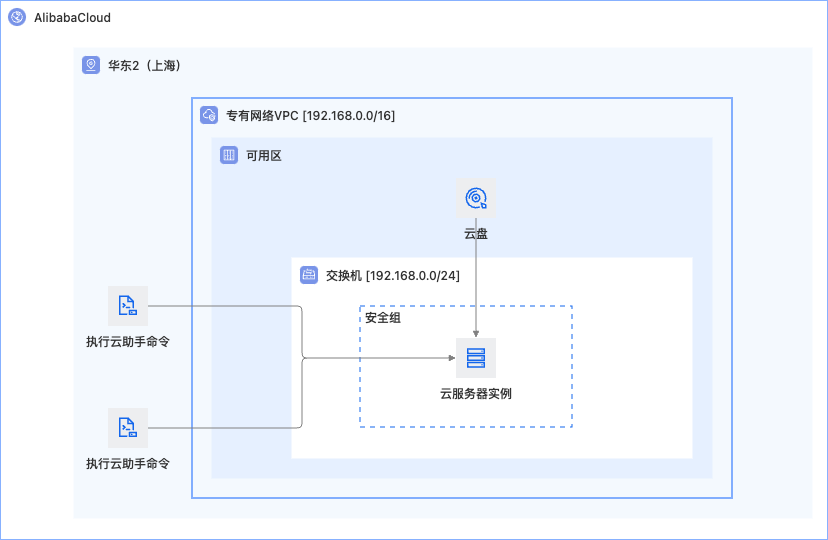 AlibabaCloud
华东2（上海）
专有网络VPC [192.168.0.0/16]
可用区
云盘
交换机 [192.168.0.0/24]
安全组
执行云助手命令
云服务器实例
执行云助手命令